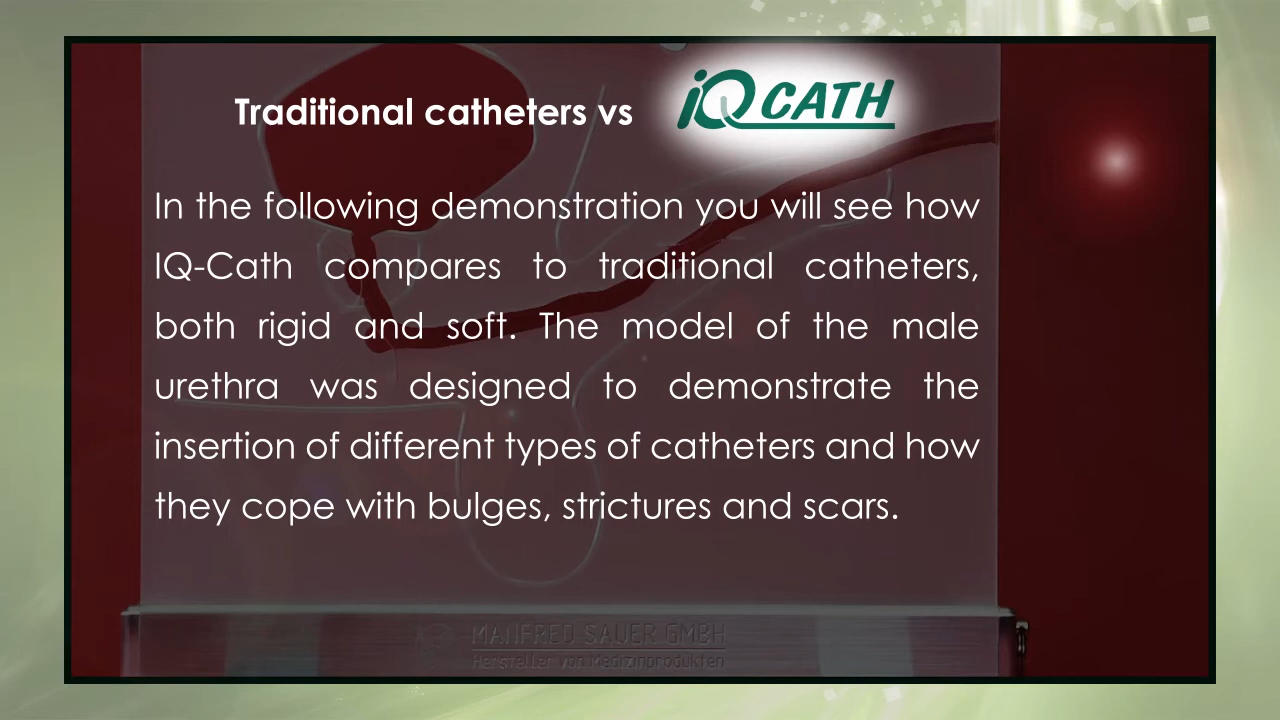 Traditional catheters vs iQ CATH
In the following demonstration you will see how
IQ-Cath compares to traditional catheters,
both rigid and soft. The model of the male
urethra was designed to demonstrate the
insertion of different types of catheters and how
they cope with bulges, strictures and scars.
MANFRED SAUER GMBH
Hersteller von Medizinprodukten